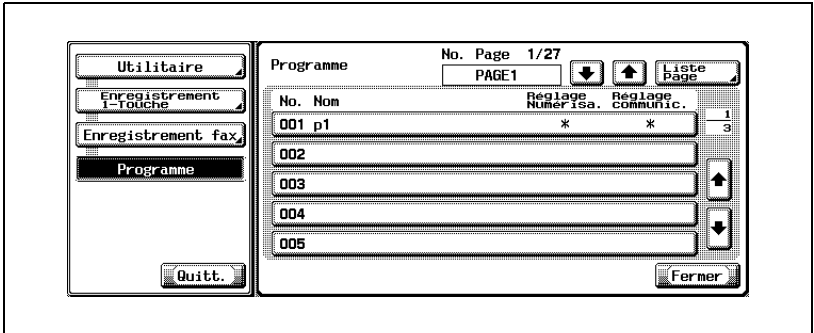 Utilitaire
Enregistrement
1-Touche
Enregistrement fax
Programme
Quitt.
Programme
No. Page 1/27
PAGE1
Liste
Page
No. Nom
Réglage
Numérisa.
Réglage
communic.
001 p1 * *
1
3
002
003
004
005
Fermer